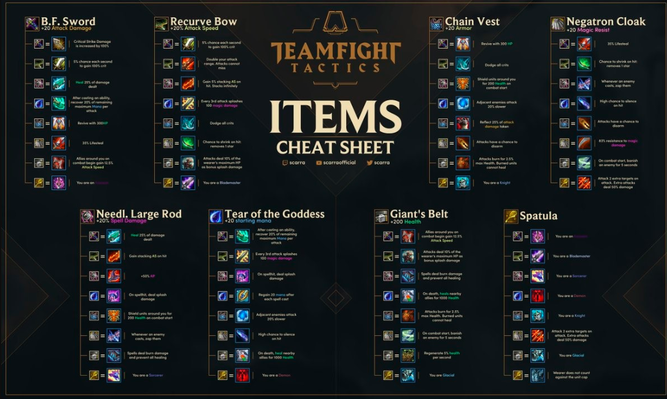 B.F. Sword
+20 Attack Damage
Critical Strike Damage
is increased by 100%
5% chance each second
to gain 100% crit
Heal 25% of damage
dealt
After casting an ability,
recover 20% of maximum
Mana per attack
Revive with 500 HP
35% Lifesteal
Allies around you on
combat begin gain 12.5%
Attack Speed
You are an Assassin
Recurve Bow
+20% Attack Speed
5% chance each second
to gain 100% crit
Double your attack
range. Attacks cannot
miss
Gain 5% stacking AS on
hit. Stacks infinitely
Every 3rd attack splashes
100 magic damage
Dodge all crits
Chance to shrink on hit
removes 1 star
Attacks deal 10% of the
wearer's maximum HP
as bonus splash damage
You are a Blademaster
TEAMFIGHT
TACTICS
ITEMS
CHEAT SHEET
scarra
scarraofficial
scarra
Chain Vest
+20 Armor
Revive with 500 HP
Dodge all crits
Shield units around you
for 200 Health on
combat start
Adjacent enemies attack
20% slower
Reflect 25% of attack
damage taken
Attacks have a chance to
disarm
Attacks burn for 2.5%
max Health. Burned units
cannot heal
You are a Knight
Negatron Cloak
+20 Magic Resist
35% Lifesteal
Chance to shrink on hit
removes 1 star
Whenever an enemy
casts, zap them
High chance to silence
on hit
Attacks have a chance to
disarm
83% resistance to magic
damage
On combat start, banish
an enemy for 5 seconds
Attack 2 extra targets on
attack. Extra attacks
deal 50% damage
Needl. Large Rod
+20% Spell Damage
Heal 25% of damage
dealt
Gain stacking AS on hit
+50% AP
On spellhit, deal splash
damage
Shield units around you for
200 Health on combat start
Whenever an enemy
casts, zap them
Spells deal burn damage
and prevent all healing
You are a Sorcerer
Tear of the Goddess
+20 starting mana
After casting an ability,
recover 20% of maximum
Mana per attack
Every 3rd attack splashes
100 magic damage
On spellhit, deal splash
damage
Regain 20 mana after
each spell cast
Adjacent enemies attack
20% slower
High chance to silence
on hit
On death, heal nearby
allies for 1000 Health
You are a Demon
Giant's Belt
+200 Health
Allies around you on
combat begin gain 12.5%
Attack Speed
Attacks deal 10% of the
wearer's maximum HP as
bonus splash damage
Spells deal burn damage
and prevent all healing
On death, heal nearby
allies for 1000 Health
Attacks burn for 2.5%
max Health. Burned units
cannot heal
On combat start, banish
an enemy for 5 seconds
Regenerate 5% health
per second
You are Glacial
Spatula
You are an Assassin
You are a Blademaster
You are a Sorcerer
You are a Demon
You are a Knight
Attack 2 extra targets on
attack. Extra attacks
deal 50% damage
You are Glacial
Wearer does not count
against the unit cap